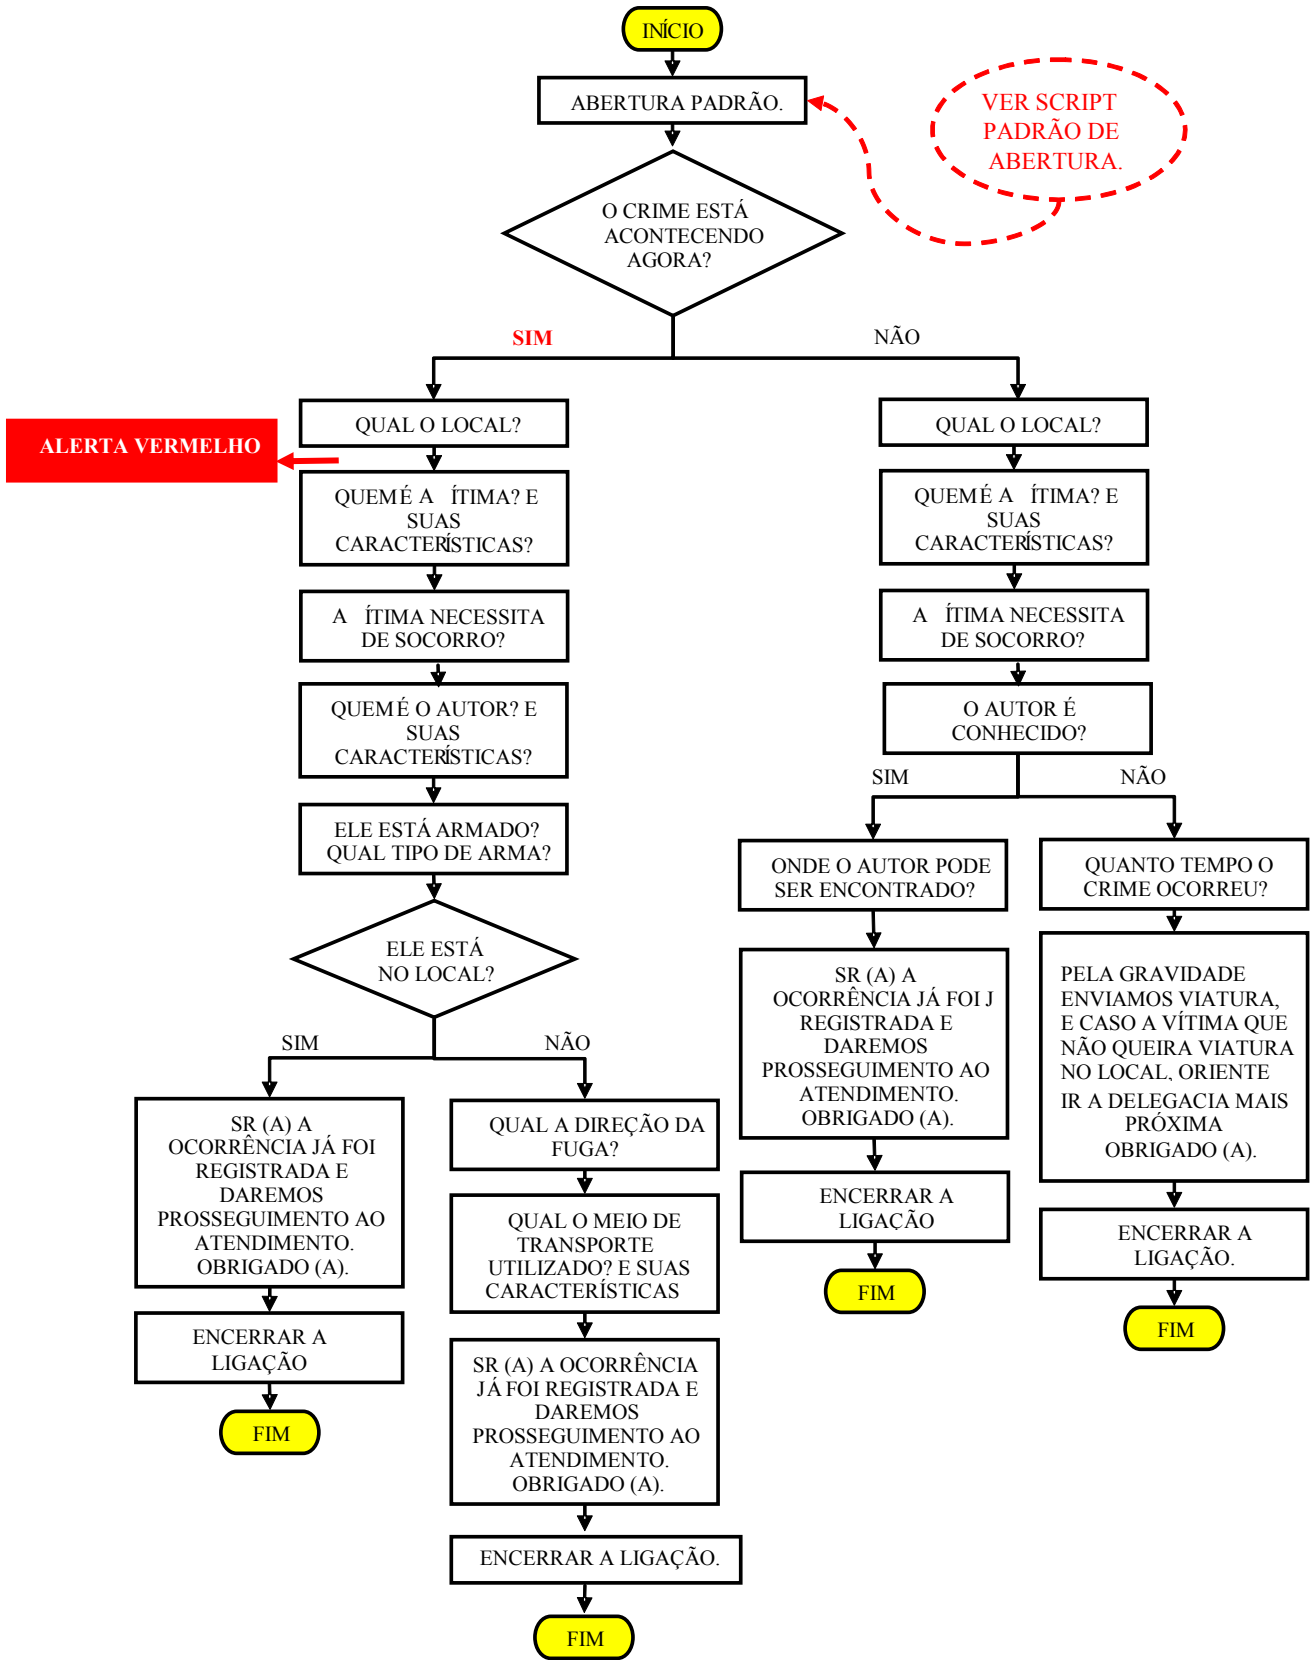 INÍCIO
ABERTURA PADRÃO.
VER SCRIPT
PADRÃO DE
ABERTURA.
O CRIME ESTÁ
ACONTECENDO
AGORA?
SIM
NÃO
ALERTA VERMELHO
QUAL O LOCAL?
QUEM É A ÍTIMA? E
SUAS
CARACTERÍSTICAS?
A ÍTIMA NECESSITA
DE SOCORRO?
QUEM É O AUTOR? E
SUAS
CARACTERÍSTICAS?
ELE ESTÁ ARMADO?
QUAL TIPO DE ARMA?
ELE ESTÁ
NO LOCAL?
SIM
NÃO
SR (A) A
OCORRÊNCIA JÁ FOI
REGISTRADA E
DAREMOS
PROSSEGUIMENTO AO
ATENDIMENTO.
OBRIGADO (A).
ENCERRAR A
LIGAÇÃO
FIM
QUAL A DIREÇÃO DA
FUGA?
QUAL O MEIO DE
TRANSPORTE
UTILIZADO? E SUAS
CARACTERÍSTICAS
SR (A) A OCORRÊNCIA
JÁ FOI REGISTRADA E
DAREMOS
PROSSEGUIMENTO AO
ATENDIMENTO.
OBRIGADO (A).
ENCERRAR A LIGAÇÃO.
FIM
QUAL O LOCAL?
QUEM É A ÍTIMA? E
SUAS
CARACTERÍSTICAS?
A ÍTIMA NECESSITA
DE SOCORRO?
O AUTOR É
CONHECIDO?
SIM
NÃO
ONDE O AUTOR PODE
SER ENCONTRADO?
SR (A) A
OCORRÊNCIA JÁ FOI J
REGISTRADA E
DAREMOS
PROSSEGUIMENTO AO
ATENDIMENTO.
OBRIGADO (A).
ENCERRAR A
LIGAÇÃO
FIM
QUANTO TEMPO O
CRIME OCORREU?
PELA GRAVIDADE
ENVIAMOS VIATURA,
E CASO A VÍTIMA QUE
NÃO QUEIRA VIATURA
NO LOCAL, ORIENTE
IR A DELEGACIA MAIS
PRÓXIMA
OBRIGADO (A).
ENCERRAR A
LIGAÇÃO.
FIM